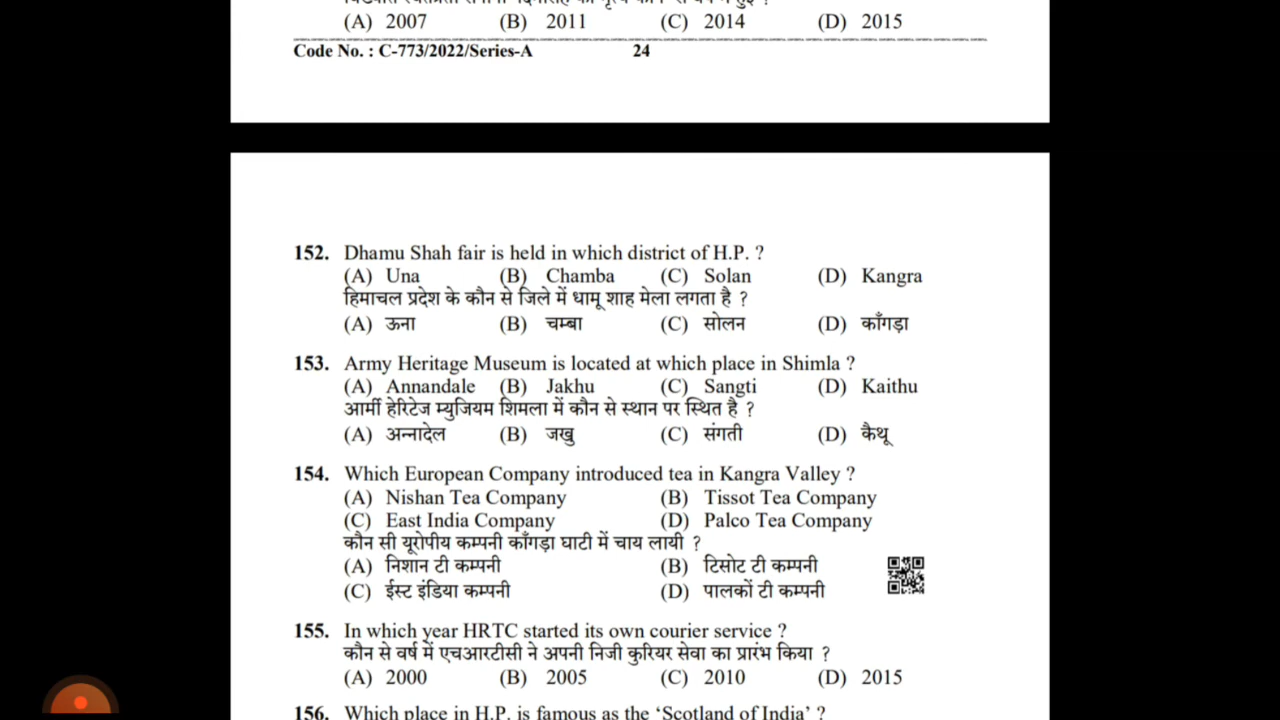 (A) 2007 (B) 2011 (C) 2014 (D) 2015
Code No. : C-773/2022/Series-A 24
152. Dhamu Shah fair is held in which district of H.P. ?
(A) Una (B) Chamba (C) Solan (D) Kangra
हिमाचल प्रदेश के कौन से जिले में धामू शाह मेला लगता है ?
(A) ऊना (B) चम्बा (C) सोलन (D) काँगड़ा
153. Army Heritage Museum is located at which place in Shimla ?
(A) Annandale (B) Jakhu (C) Sangti (D) Kaithu
आर्मी हेरिटेज म्युजियम शिमला में कौन से स्थान पर स्थित है ?
(A) अन्नादेल (B) जखु (C) संगती (D) कैथू
154. Which European Company introduced tea in Kangra Valley ?
(A) Nishan Tea Company (B) Tissot Tea Company
(C) East India Company (D) Palco Tea Company
कौन सी यूरोपीय कम्पनी काँगड़ा घाटी में चाय लायी ?
(A) निशान टी कम्पनी (B) टिसोट टी कम्पनी
(C) ईस्ट इंडिया कम्पनी (D) पालकों टी कम्पनी
155. In which year HRTC started its own courier service ?
कौन से वर्ष में एचआरटीसी ने अपनी निजी कुरियर सेवा का प्रारंभ किया ?
(A) 2000 (B) 2005 (C) 2010 (D) 2015
156. Which place in H.P. is famous as the ‘Scotland of India’ ?